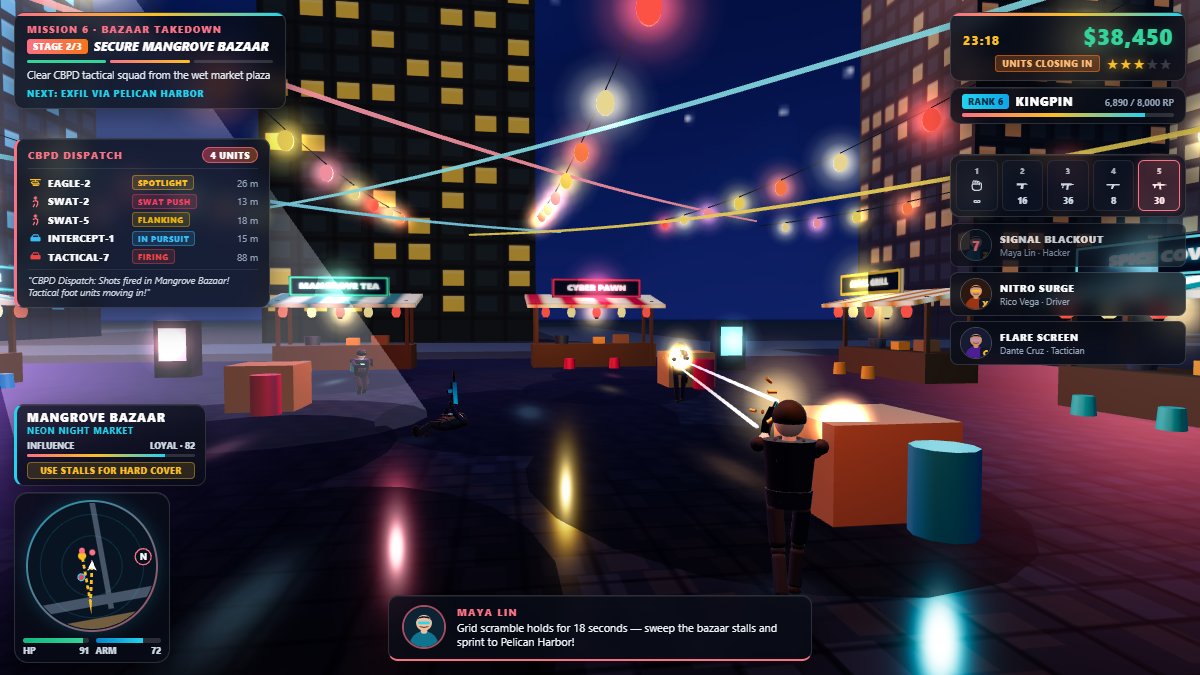 MISSION 6 · BAZAAR TAKEDOWN
STAGE 2/3 SECURE MANGROVE BAZAAR
Clear CBPD tactical squad from the wet market plaza
NEXT: EXFIL VIA PELICAN HARBOR
CBPD DISPATCH 4 UNITS
EAGLE-2 SPOTLIGHT 26 m
SWAT-2 SWAT PUSH 13 m
SWAT-5 FLANKING 18 m
INTERCEPT-1 IN PURSUIT 15 m
TACTICAL-7 FIRING 88 m
"CBPD Dispatch: Shots fired in Mangrove Bazaar!
Tactical foot units moving in!"
MANGROVE TEA
CYBER PAWN
GRILL
23:18 $38,450
UNITS CLOSING IN ★★★★★
RANK 6 KINGPIN 6,890 / 8,000 RP
1 2 3 4 5
∞ 16 36 8 30
7 SIGNAL BLACKOUT
Maya Lin · Hacker
NITRO SURGE
Rico Vega · Driver
FLARE SCREEN
Dante Cruz · Tactician
MANGROVE BAZAAR
NEON NIGHT MARKET
INFLUENCE LOYAL · 82
USE STALLS FOR HARD COVER
N
HP 91 ARM 72
MAYA LIN
Grid scramble holds for 18 seconds — sweep the bazaar stalls and
sprint to Pelican Harbor!